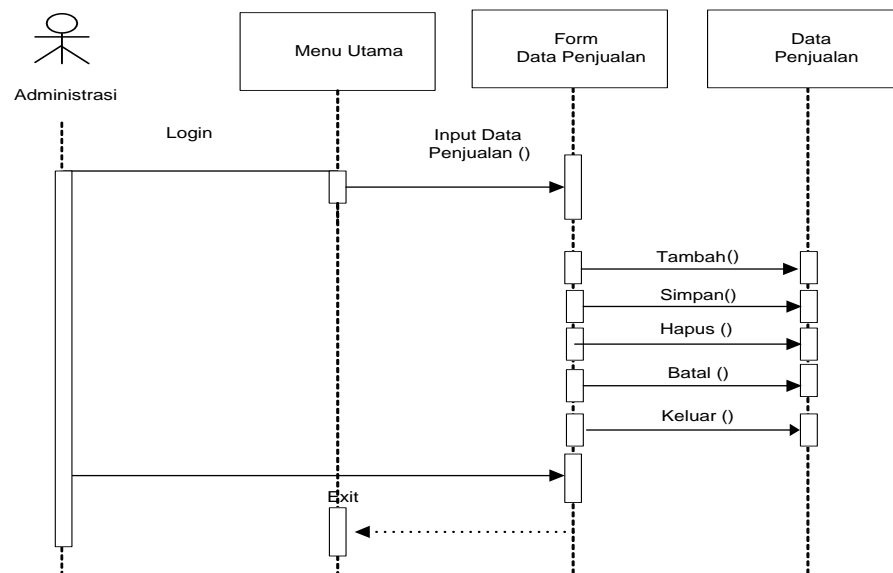 Administrasi
Menu Utama
Form
Data Penjualan
Data
Penjualan
Login
Input Data
Penjualan ()
Tambah()
Simpan()
Hapus ()
Batal ()
Keluar ()
Exit